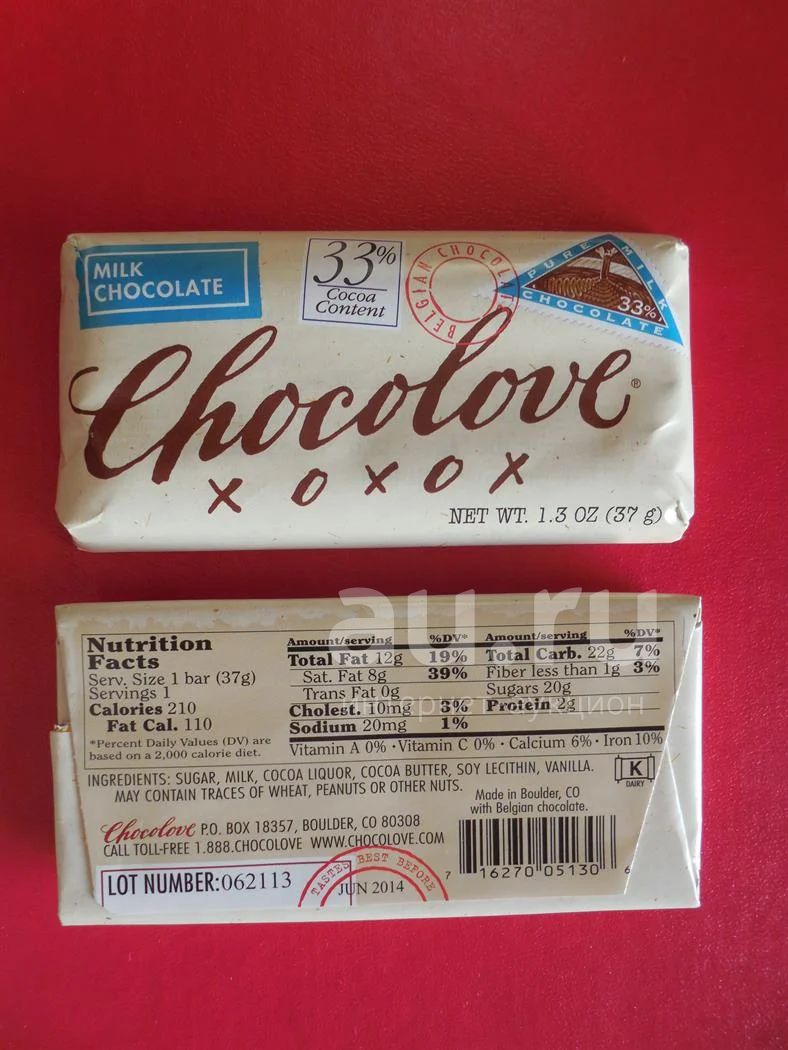 MILK
CHOCOLATE
33%
Cocoa
Content
BELGIAN CHOCOLATE
PURE MILK
CHOCOLATE
33%
Chocolove®
X O X O X
NET WT. 1.3 OZ (37 g)
au.ru
интернет-аукцион
Nutrition
Facts
Serv. Size 1 bar (37g)
Servings 1
Calories 210
Fat Cal. 110
*Percent Daily Values (DV) are
based on a 2,000 calorie diet.
Amount/serving %DV*
Total Fat 12g 19%
Sat. Fat 8g 39%
Trans Fat 0g
Cholest. 10mg 3%
Sodium 20mg 1%
Amount/serving %DV*
Total Carb. 22g 7%
Fiber less than 1g 3%
Sugars 20g
Protein 2g
Vitamin A 0% · Vitamin C 0% · Calcium 6% · Iron 10%
INGREDIENTS: SUGAR, MILK, COCOA LIQUOR, COCOA BUTTER, SOY LECITHIN, VANILLA.
MAY CONTAIN TRACES OF WHEAT, PEANUTS OR OTHER NUTS.
K
DAIRY
Made in Boulder, CO
with Belgian chocolate.
Chocolove P.O. BOX 18357, BOULDER, CO 80308
CALL TOLL-FREE 1.888.CHOCOLOVE WWW.CHOCOLOVE.COM
LOT NUMBER:062113
TASTES BEST BEFORE
JUN 2014
7 16270 05130 6